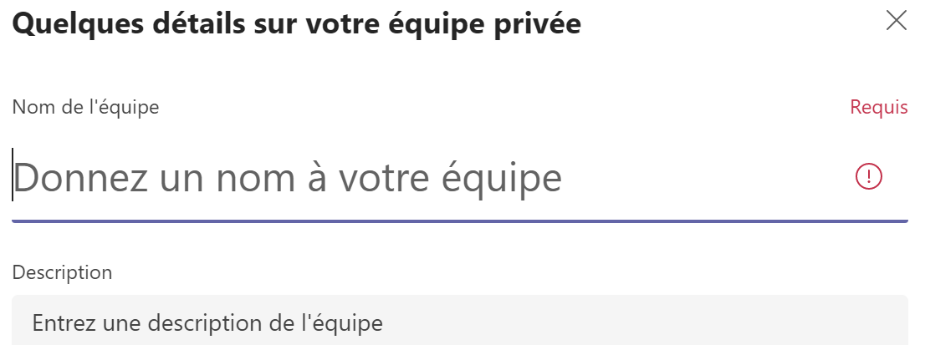 Quelques détails sur votre équipe privée
Nom de l'équipe
Requis
Donnez un nom à votre équipe
Description
Entrez une description de l'équipe